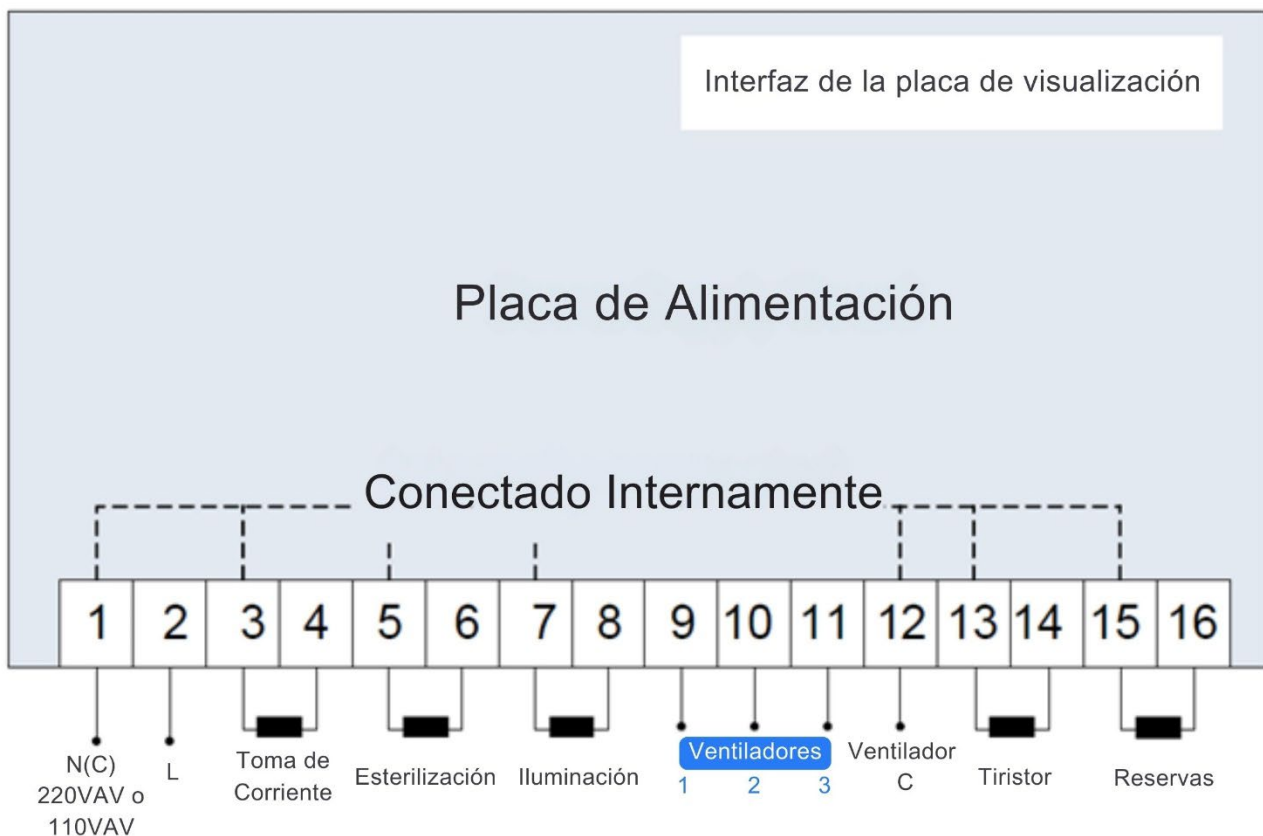 Interfaz de la placa de visualización
Placa de Alimentación
Conectado Internamente
1 2 3 4 5 6 7 8 9 10 11 12 13 14 15 16
N(C)
220VAV o
110VAV
L
Toma de
Corriente
Esterilización
Iluminación
Ventiladores
1 2 3
Ventilador
C
Tiristor
Reservas